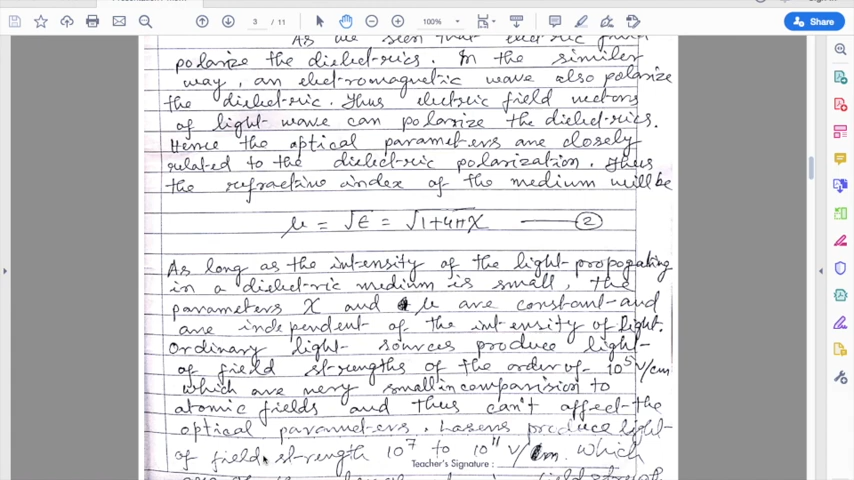 3 / 11
100%
Share
As we seen that electric field
polarize the dielectrics. In the similar
way, an electromagnetic wave also polarize
the dielectric. Thus electric field vectors
of light wave can polarize the dielectrics.
Hence the optical parameters are closely
related to the dielectric polarization. Thus
the refractive index of the medium will be
μ = √ϵ = √1+4πχ —— ②
As long as the intensity of the light propogating
in a dielectric medium is small, the
parameters χ and μ are constant and
are independent of the intensity of light.
Ordinary light sources produce light
of field strengths of the order of 10⁵ V/cm
which are very small in comparision to
atomic fields and thus can't affect the
optical parameters. Lasers produce light
of field strength 10⁷ to 10¹¹ V/cm. which
Teacher's Signature :